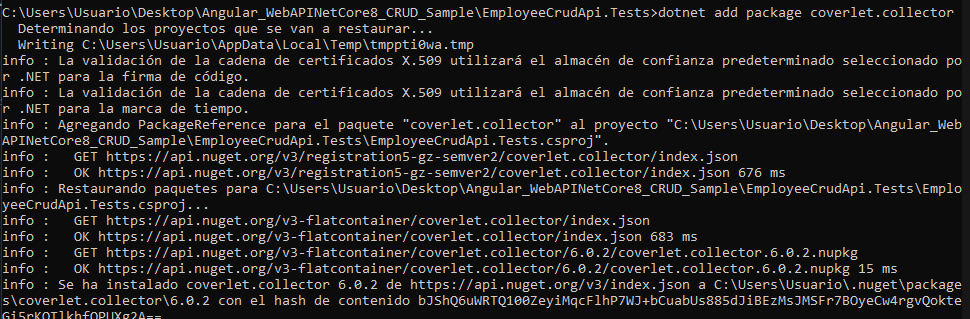 C:\Users\Usuario\Desktop\Angular_WebAPINetCore8_CRUD_Sample\EmployeeCrudApi.Tests>dotnet add package coverlet.collector
  Determinando los proyectos que se van a restaurar...
  Writing C:\Users\Usuario\AppData\Local\Temp\tmppti0wa.tmp
info : La validación de la cadena de certificados X.509 utilizará el almacén de confianza predeterminado seleccionado po
r .NET para la firma de código.
info : La validación de la cadena de certificados X.509 utilizará el almacén de confianza predeterminado seleccionado po
r .NET para la marca de tiempo.
info : Agregando PackageReference para el paquete "coverlet.collector" al proyecto "C:\Users\Usuario\Desktop\Angular_Web
APINetCore8_CRUD_Sample\EmployeeCrudApi.Tests\EmployeeCrudApi.Tests.csproj".
info :   GET https://api.nuget.org/v3/registration5-gz-semver2/coverlet.collector/index.json
info :   OK https://api.nuget.org/v3/registration5-gz-semver2/coverlet.collector/index.json 676 ms
info : Restaurando paquetes para C:\Users\Usuario\Desktop\Angular_WebAPINetCore8_CRUD_Sample\EmployeeCrudApi.Tests\Emplo
yeeCrudApi.Tests.csproj...
info :   GET https://api.nuget.org/v3-flatcontainer/coverlet.collector/index.json
info :   OK https://api.nuget.org/v3-flatcontainer/coverlet.collector/index.json 683 ms
info :   GET https://api.nuget.org/v3-flatcontainer/coverlet.collector/6.0.2/coverlet.collector.6.0.2.nupkg
info :   OK https://api.nuget.org/v3-flatcontainer/coverlet.collector/6.0.2/coverlet.collector.6.0.2.nupkg 15 ms
info : Se ha instalado coverlet.collector 6.0.2 de https://api.nuget.org/v3/index.json a C:\Users\Usuario\.nuget\package
s\coverlet.collector\6.0.2 con el hash de contenido bJShQ6uWRTQ100ZeyiMqcFlhP7WJ+bCuabUs885dJiBEzMsJMSFr7BOyeCw4rgvQokte
Gi5rKQTlkhfQPUXg2A==